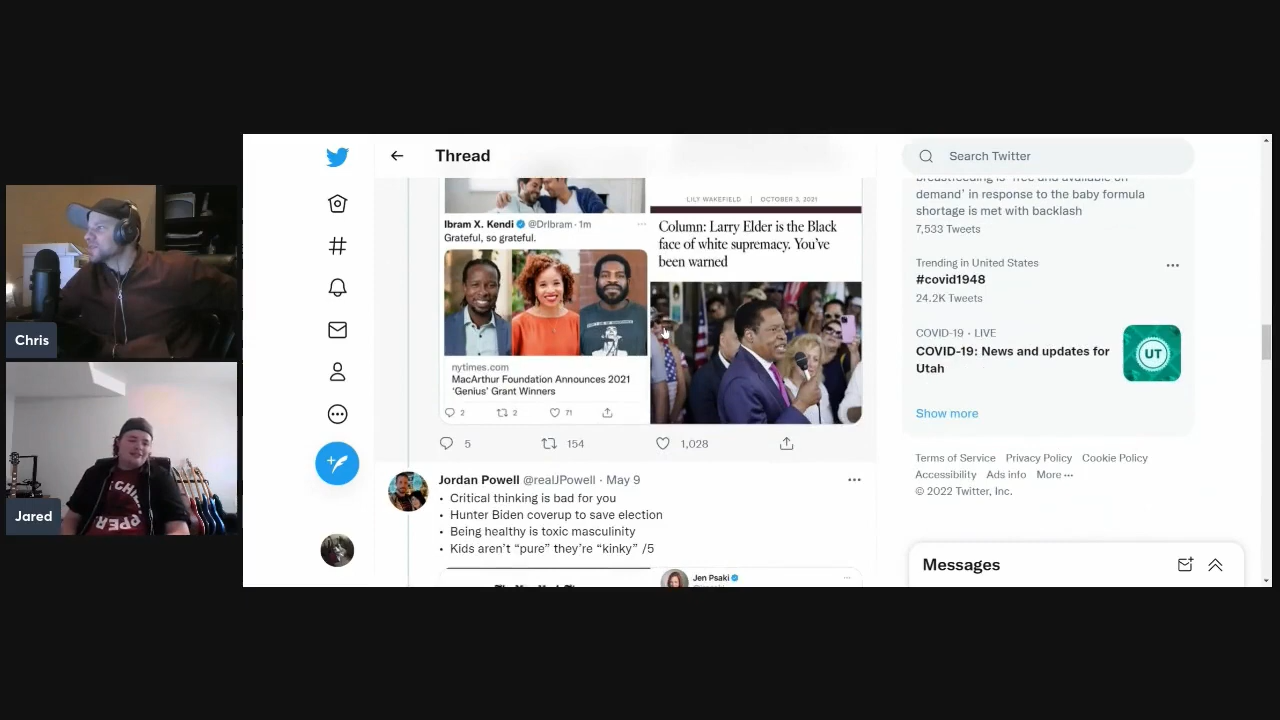 Chris
Jared
Thread
LILY WAKEFIELD | OCTOBER 3, 2021
Ibram X. Kendi @DrIbram · 1m
Grateful, so grateful.
Column: Larry Elder is the Black
face of white supremacy. You've
been warned
nytimes.com
MacArthur Foundation Announces 2021
'Genius' Grant Winners
2 2 71
5 154 1,028
Jordan Powell @realJPowell · May 9
• Critical thinking is bad for you
• Hunter Biden coverup to save election
• Being healthy is toxic masculinity
• Kids aren't "pure" they're "kinky" /5
Jen Psaki
Search Twitter
breastfeeding is 'free and available on
demand' in response to the baby formula
shortage is met with backlash
7,533 Tweets
Trending in United States
#covid1948
24.2K Tweets
COVID-19 · LIVE
COVID-19: News and updates for
Utah
UT
Show more
Terms of Service Privacy Policy Cookie Policy
Accessibility Ads info More ···
© 2022 Twitter, Inc.
Messages